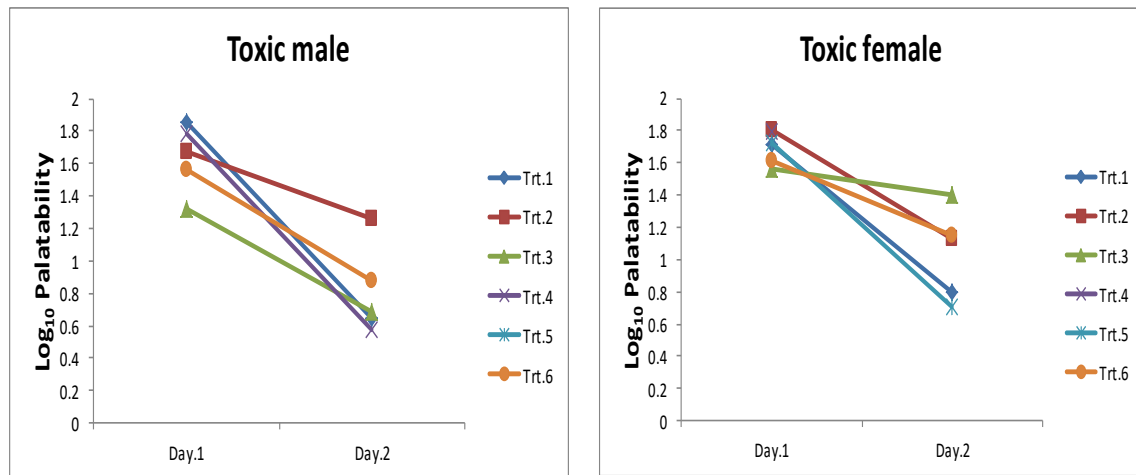 Toxic male
Log₁₀ Palatability
2
1.8
1.6
1.4
1.2
1
0.8
0.6
0.4
0.2
0
Day.1 Day.2
Trt.1
Trt.2
Trt.3
Trt.4
Trt.5
Trt.6
Toxic female
Log₁₀ Palatability
2
1.8
1.6
1.4
1.2
1
0.8
0.6
0.4
0.2
0
Day.1 Day.2
Trt.1
Trt.2
Trt.3
Trt.4
Trt.5
Trt.6